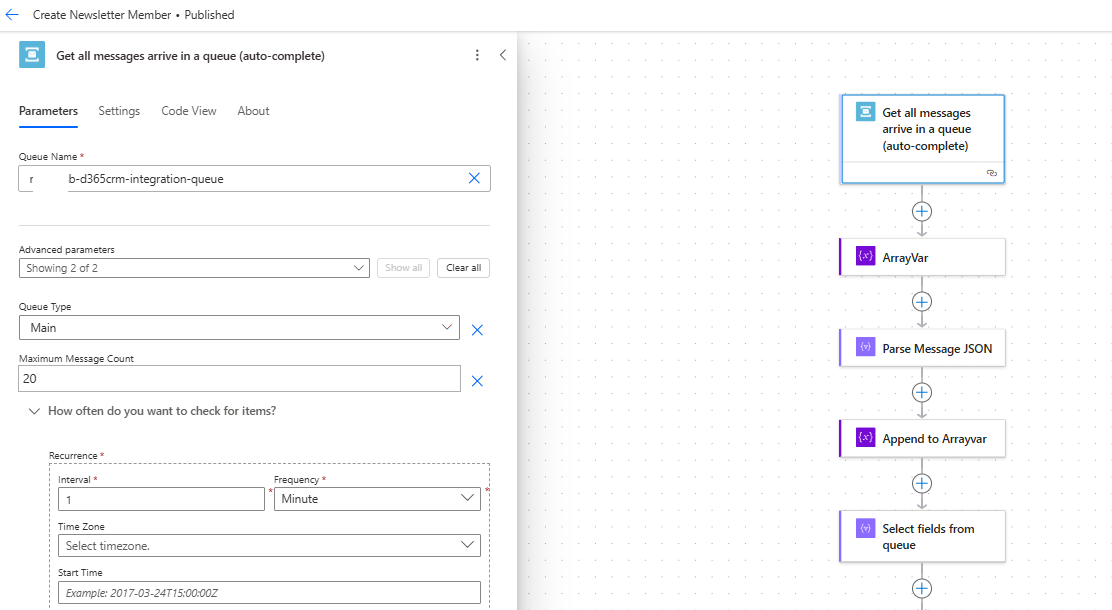 Create Newsletter Member • Published
Get all messages arrive in a queue (auto-complete)
Parameters Settings Code View About
Queue Name *
r b-d365crm-integration-queue
Advanced parameters
Showing 2 of 2 Show all Clear all
Queue Type
Main
Maximum Message Count
20
How often do you want to check for items?
Recurrence *
Interval * Frequency *
1 * Minute *
Time Zone
Select timezone.
Start Time
Example: 2017-03-24T15:00:00Z
Get all messages
arrive in a queue
(auto-complete)
{x} ArrayVar
Parse Message JSON
{x} Append to Arrayvar
Select fields from
queue